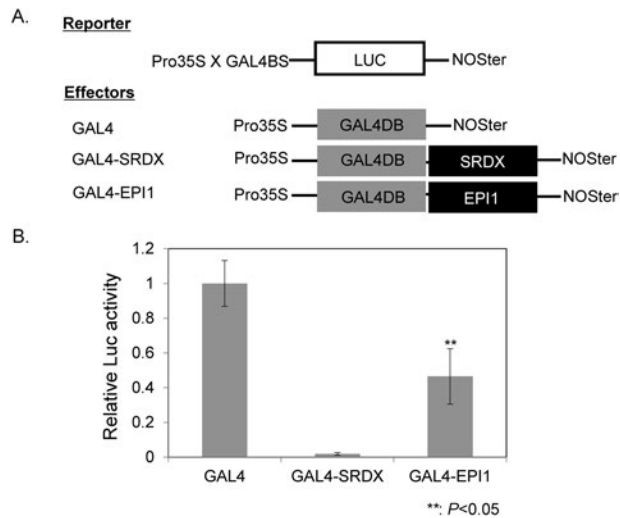 A.
Reporter
Pro35S X GAL4BS LUC NOSter
Effectors
GAL4 Pro35S GAL4DB NOSter
GAL4-SRDX Pro35S GAL4DB SRDX NOSter
GAL4-EPI1 Pro35S GAL4DB EPI1 NOSter
B.
Relative Luc activity
1.2
1
0.8
0.6
0.4
0.2
0
**
GAL4 GAL4-SRDX GAL4-EPI1
**: P<0.05